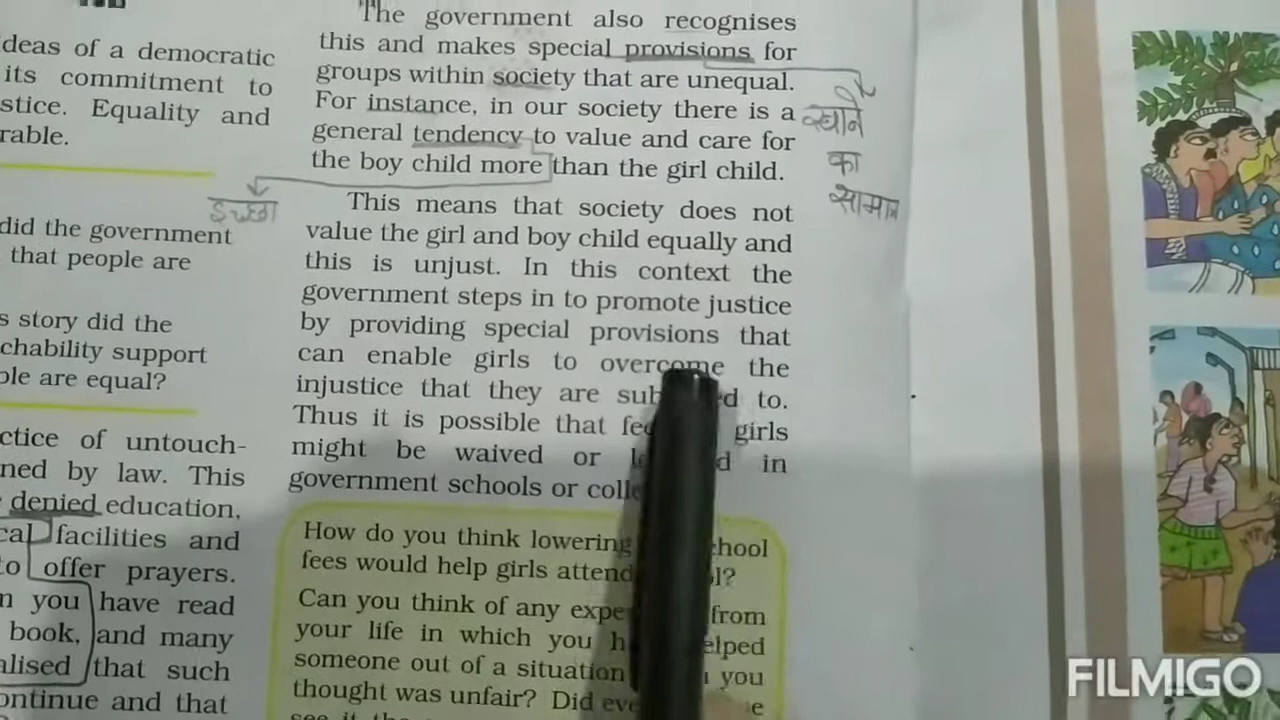 deas of a democratic
its commitment to
stice. Equality and
rable.
did the government
that people are
s story did the
chability support
ple are equal?
ctice of untouch-
ned by law. This
denied education,
cal facilities and
to offer prayers.
n you have read
book, and many
alised that such
ontinue and that
The government also recognises
this and makes special provisions for
groups within society that are unequal.
For instance, in our society there is a
general tendency to value and care for
the boy child more than the girl child.
This means that society does not
value the girl and boy child equally and
this is unjust. In this context the
government steps in to promote justice
by providing special provisions that
can enable girls to overcome the
injustice that they are sub d to.
Thus it is possible that fe girls
might be waived or d in
government schools or colle
How do you think lowering chool
fees would help girls attend l?
Can you think of any expe from
your life in which you h elped
someone out of a situation you
thought was unfair? Did eve e
see it the
इच्छा
खाने
का
सामान
FILMIGO